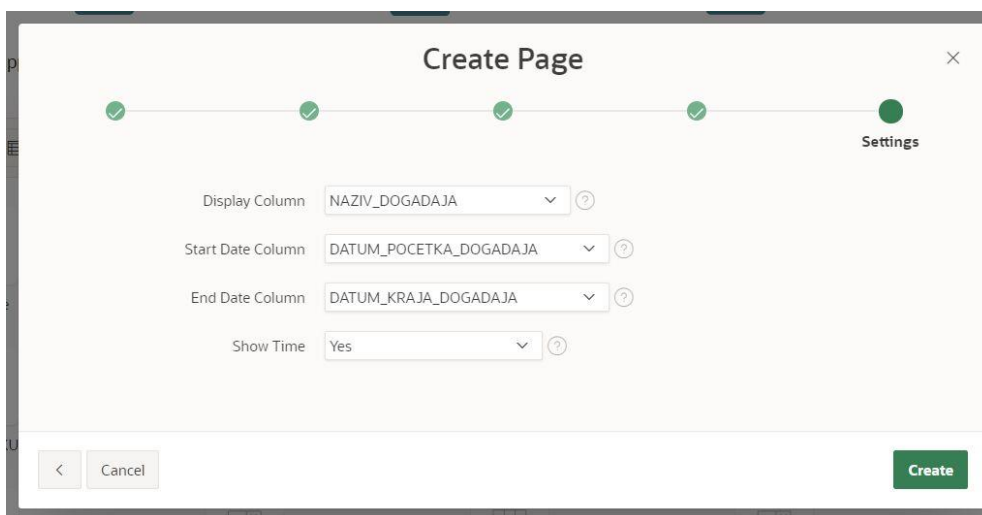 Create Page
Settings
Display Column NAZIV_DOGADAJA
Start Date Column DATUM_POCETKA_DOGADAJA
End Date Column DATUM_KRAJA_DOGADAJA
Show Time Yes
Cancel Create